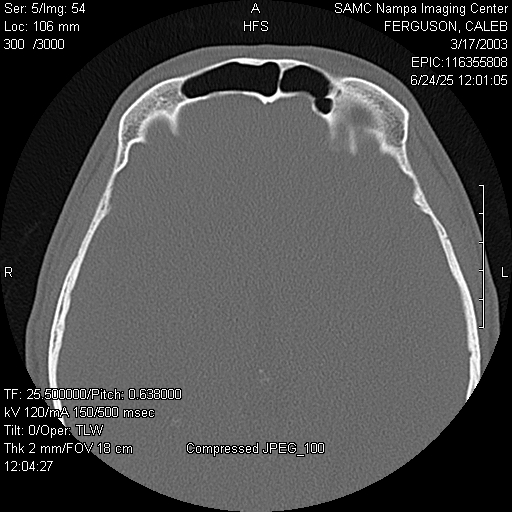 Ser: 5/Img: 54
Loc: 106 mm
300 /3000
A
HFS
SAMC Nampa Imaging Center
FERGUSON, CALEB
3/17/2003
EPIC:116355808
6/24/25 12:01:05
R
L
TF: 25.500000/Pitch: 0.638000
kV 120/mA 150/500 msec
Tilt: 0/Oper: TLW
Thk 2 mm/FOV 18 cm
12:04:27
Compressed JPEG_100